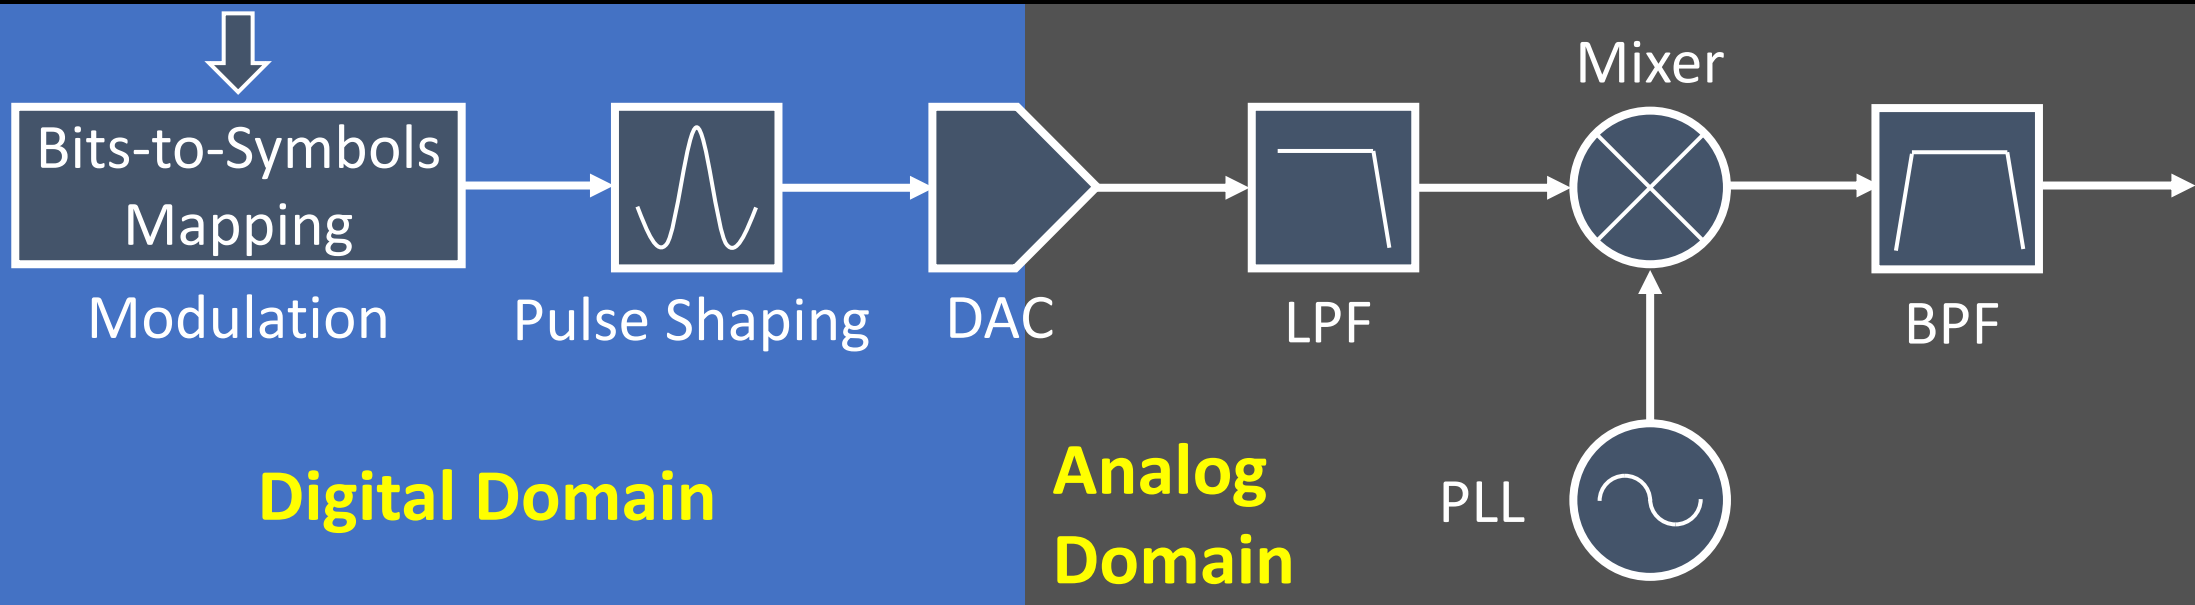 Mixer
Bits-to-Symbols
Mapping
Modulation
Pulse Shaping
DAC
LPF
BPF
Digital Domain
Analog
Domain
PLL